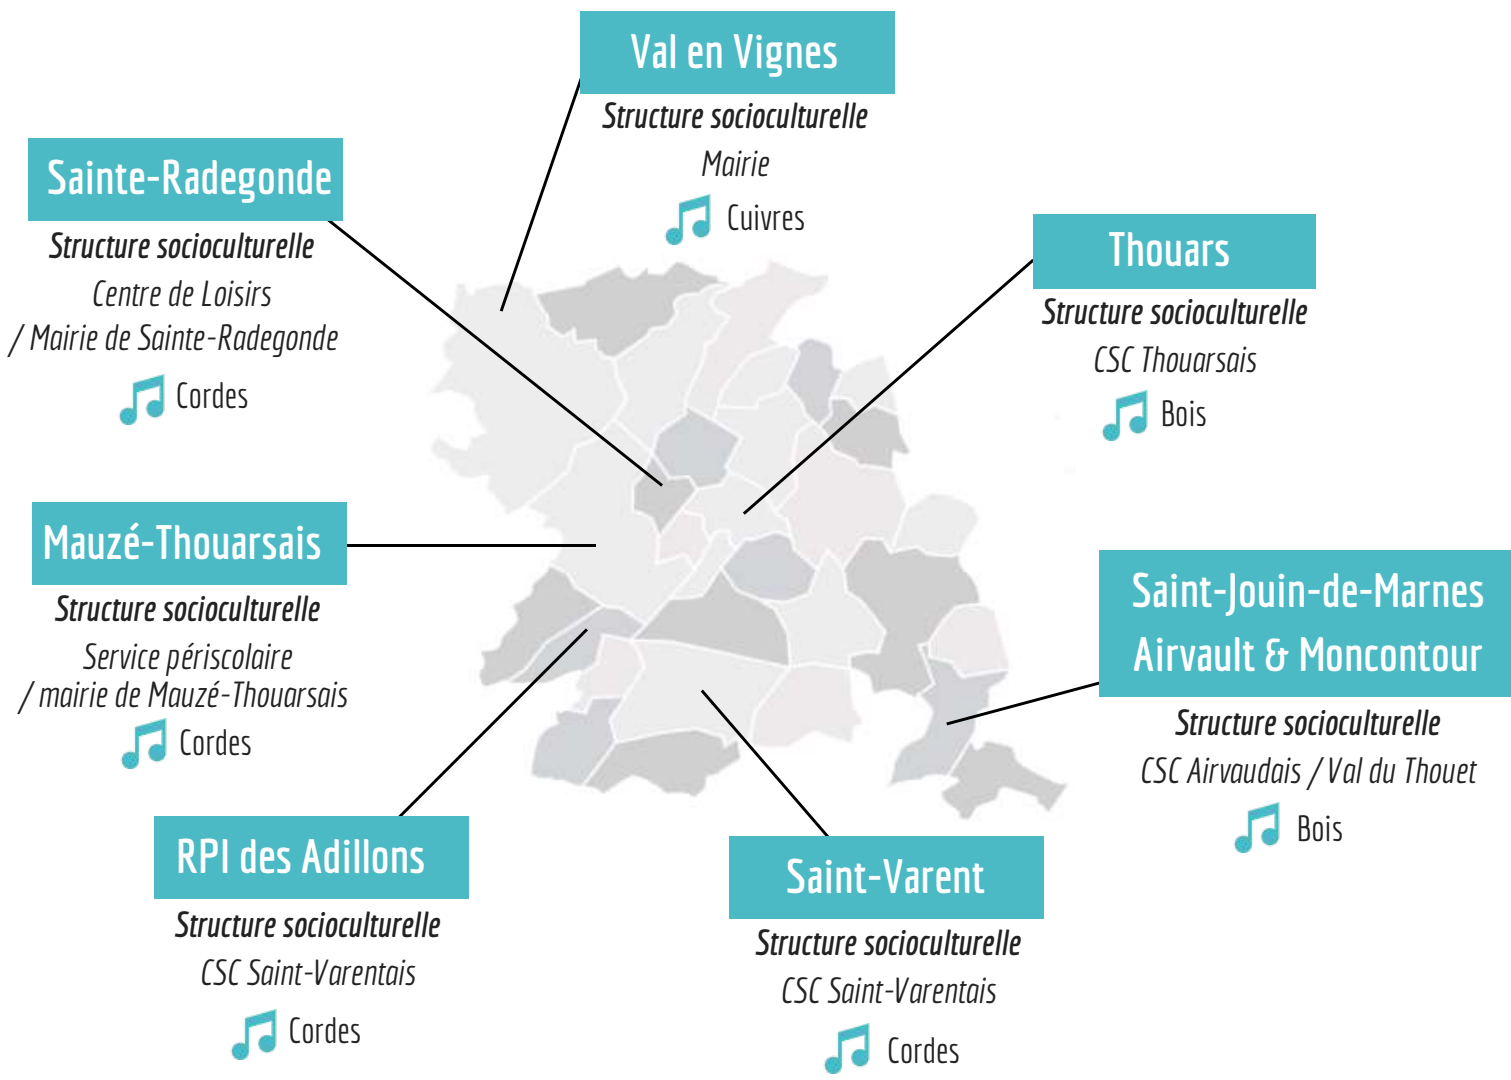 Val en Vignes
Structure socioculturelle
Mairie
Cuivres
Sainte-Radegonde
Structure socioculturelle
Centre de Loisirs
/ Mairie de Sainte-Radegonde
Cordes
Thouars
Structure socioculturelle
CSC Thouarsais
Bois
Mauzé-Thouarsais
Structure socioculturelle
Service périscolaire
/ mairie de Mauzé-Thouarsais
Cordes
Saint-Jouin-de-Marnes
Airvault & Moncontour
Structure socioculturelle
CSC Airvaudais / Val du Thouet
Bois
RPI des Adillons
Structure socioculturelle
CSC Saint-Varentais
Cordes
Saint-Varent
Structure socioculturelle
CSC Saint-Varentais
Cordes